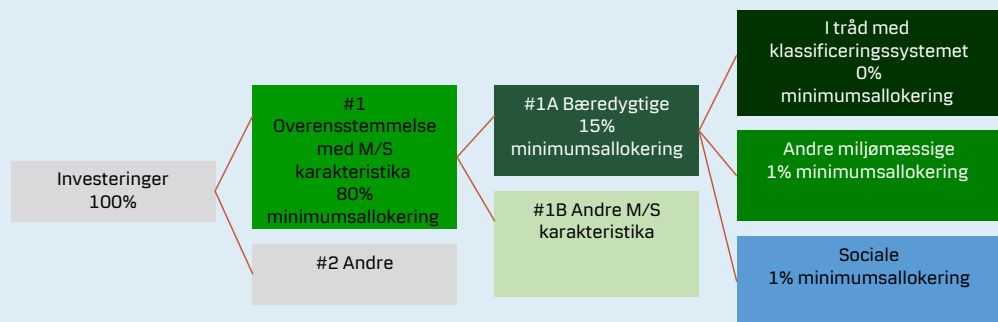 Investeringer
100%
#1
Overensstemmelse
med M/S
karakteristika
80%
minimumsallokering
#2 Andre
#1A Bæredygtige
15%
minimumsallokering
#1B Andre M/S
karakteristika
I tråd med
klassificeringssystemet
0%
minimumsallokering
Andre miljømæssige
1% minimumsallokering
Sociale
1% minimumsallokering